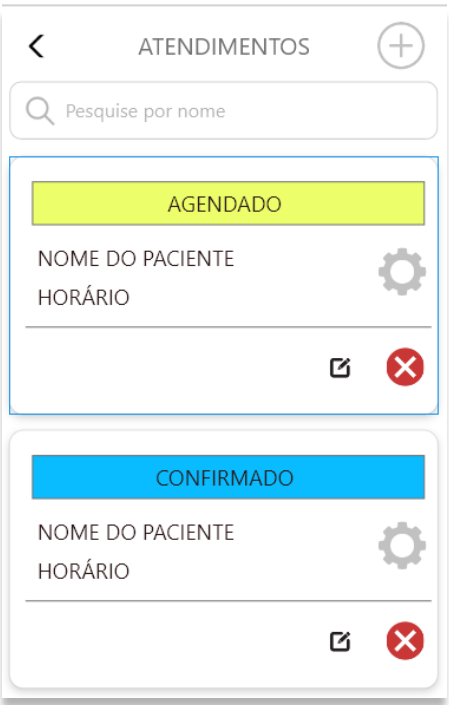 ATENDIMENTOS
Pesquise por nome
AGENDADO
NOME DO PACIENTE
HORÁRIO
CONFIRMADO
NOME DO PACIENTE
HORÁRIO